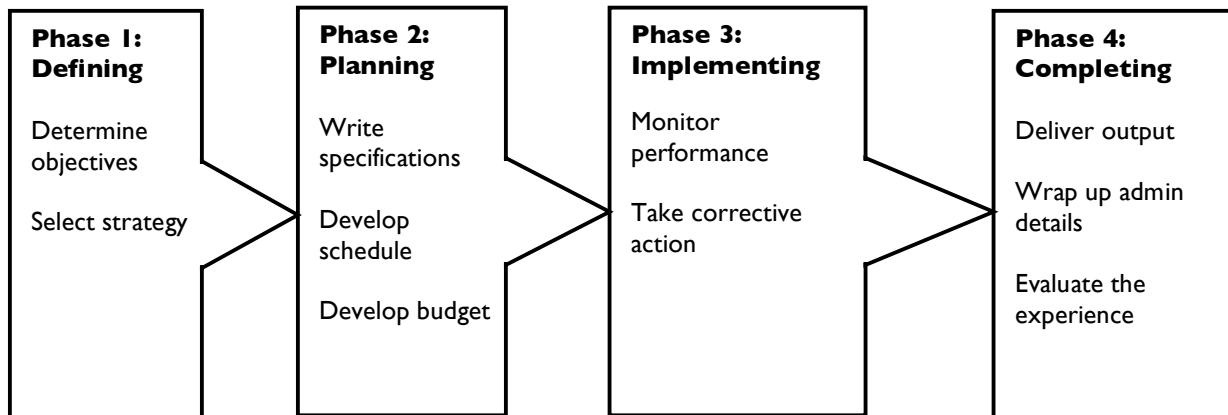 Phase 1:
Defining
Determine
objectives
Select strategy
Phase 2:
Planning
Write
specifications
Develop
schedule
Develop budget
Phase 3:
Implementing
Monitor
performance
Take corrective
action
Phase 4:
Completing
Deliver output
Wrap up admin
details
Evaluate the
experience